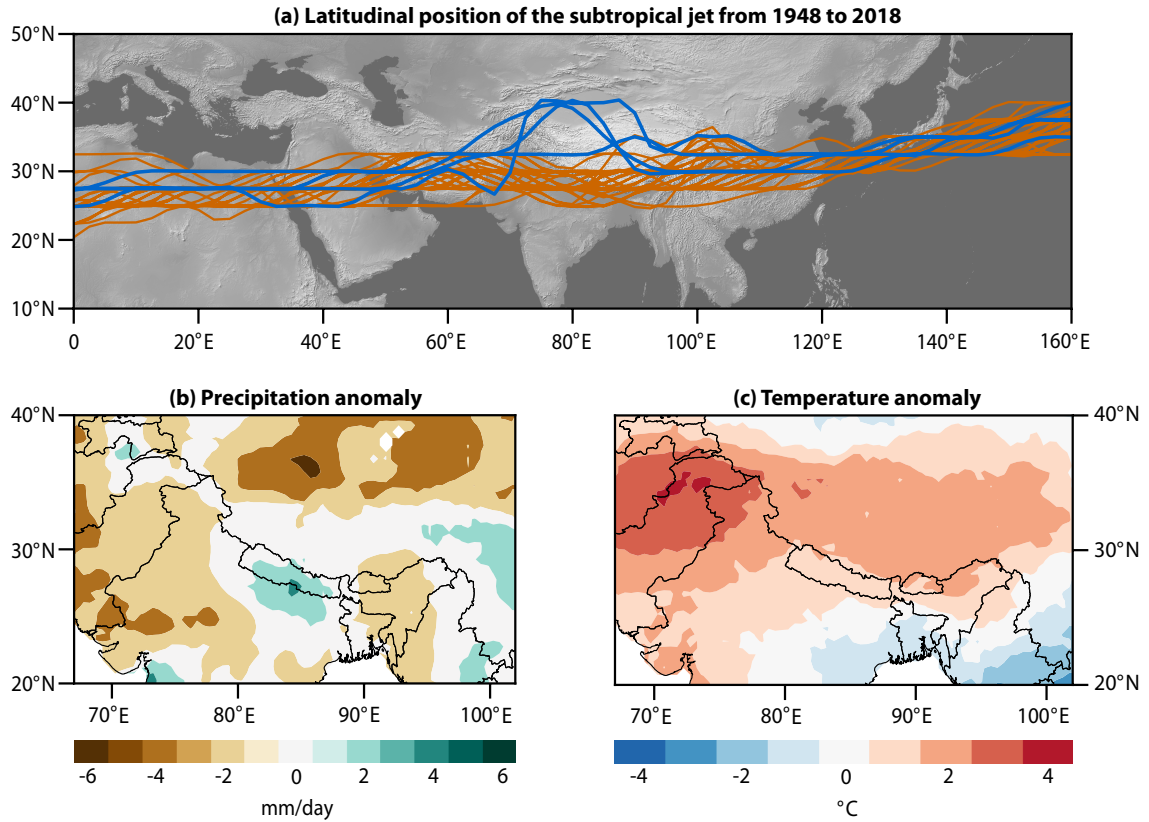 (a) Latitudinal position of the subtropical jet from 1948 to 2018
50°N
40°N
30°N
20°N
10°N
0 20°E 40°E 60°E 80°E 100°E 120°E 140°E 160°E
(b) Precipitation anomaly
(c) Temperature anomaly
40°N
30°N
20°N
40°N
30°N
20°N
70°E 80°E 90°E 100°E
70°E 80°E 90°E 100°E
-6 -4 -2 0 2 4 6
mm/day
-4 -2 0 2 4
°C